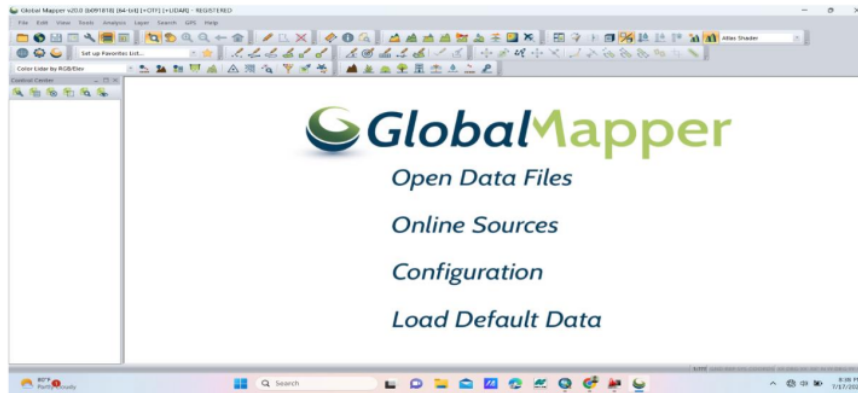 Global Mapper v20.0 (b091818) [64-bit] [+OTF] [+LIDAR] - REGISTERED
File Edit View Tools Analysis Layer Search GPS Help
Atlas Shader
Set up Favorites List...
Color Lidar by RGB/Elev
Control Center
GlobalMapper
Open Data Files
Online Sources
Configuration
Load Default Data
Search